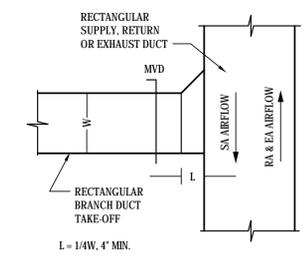 RECTANGULAR
SUPPLY, RETURN
OR EXHAUST DUCT
MVD
W
SA AIRFLOW
RA & EA AIRFLOW
L
RECTANGULAR
BRANCH DUCT
TAKE-OFF
L = 1/4W, 4" MIN.